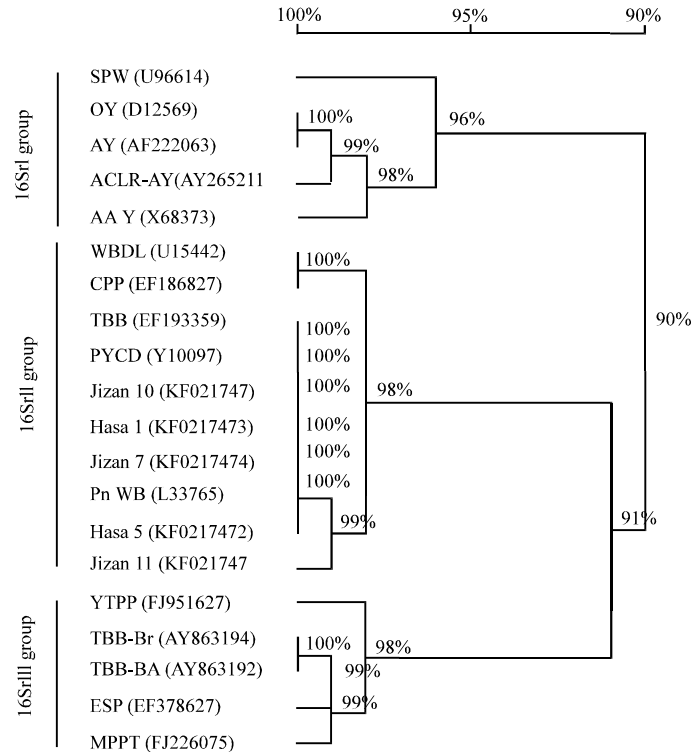 100% 95% 90%
16SrI group
SPW (U96614)
OY (D12569)
AY (AF222063)
ACLR-AY(AY265211
AA Y (X68373)
100%
99%
98%
96%
16SrII group
WBDL (U15442)
CPP (EF186827)
TBB (EF193359)
PYCD (Y10097)
Jizan 10 (KF021747)
Hasa 1 (KF0217473)
Jizan 7 (KF0217474)
Pn WB (L33765)
Hasa 5 (KF0217472)
Jizan 11 (KF021747
100%
100%
100%
100%
100%
100%
100%
99%
98%
90%
91%
16SrIII group
YTPP (FJ951627)
TBB-Br (AY863194)
TBB-BA (AY863192)
ESP (EF378627)
MPPT (FJ226075)
100%
98%
99%
99%